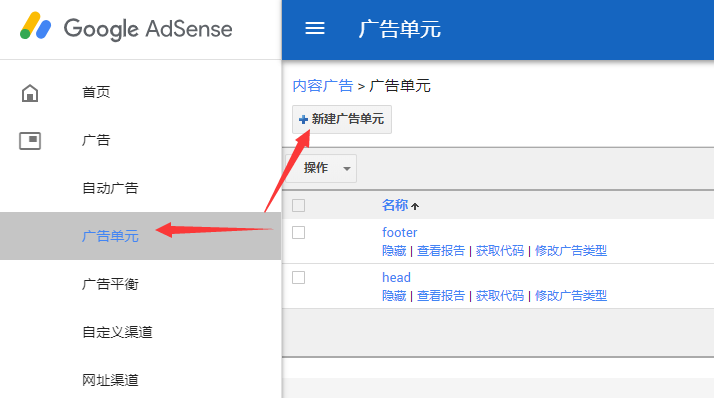 Google AdSense
首页
广告
自动广告
广告单元
广告平衡
自定义渠道
网址渠道
广告单元
内容广告 > 广告单元
新建广告单元
操作
名称
footer
隐藏 | 查看报告 | 获取代码 | 修改广告类型
head
隐藏 | 查看报告 | 获取代码 | 修改广告类型